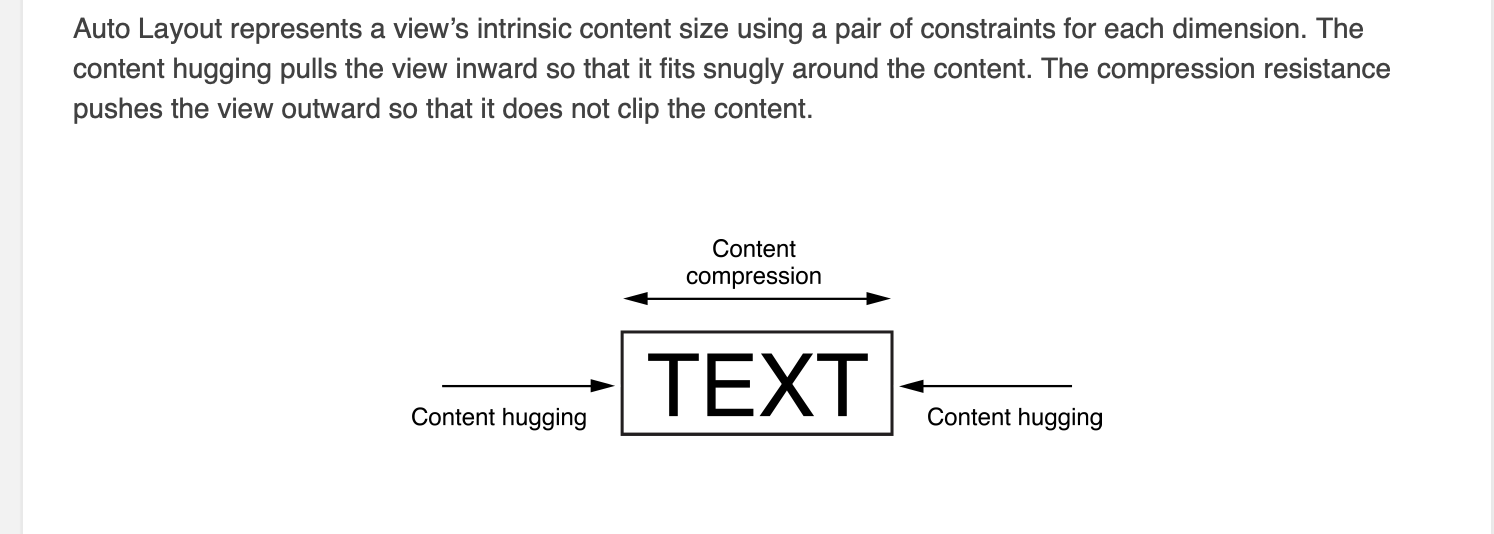 Auto Layout represents a view’s intrinsic content size using a pair of constraints for each dimension. The
content hugging pulls the view inward so that it fits snugly around the content. The compression resistance
pushes the view outward so that it does not clip the content.
Content
compression
TEXT
Content hugging
Content hugging